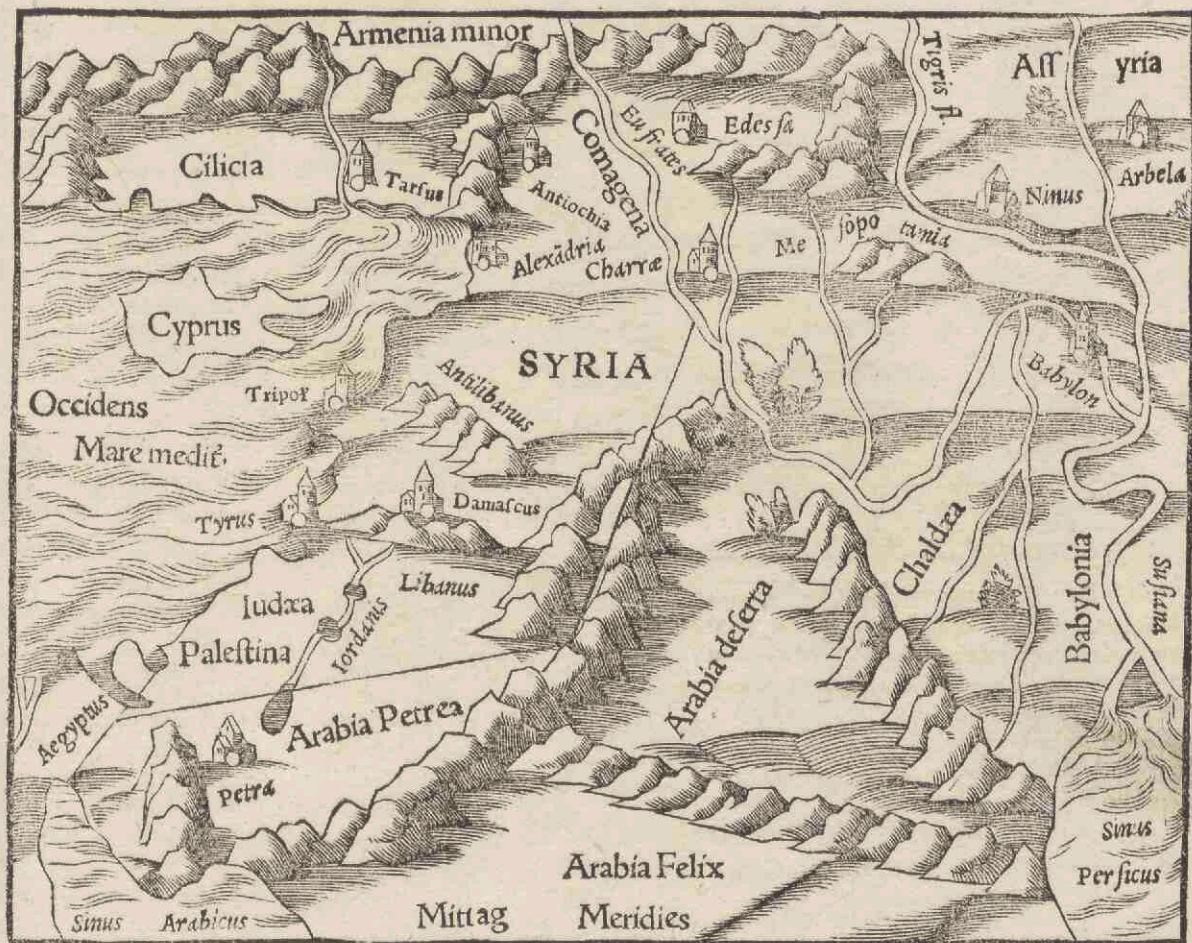 Armenia minor
Tigris fl.
Aſſ yria
Cilicia
Tarſus
Antiochia
Comagena
Eufrates
Edes ſa
Ninus
Arbela
Alexãdria
Charræ
Me ſopo tamia
Cyprus
SYRIA
Tripoſ
Antilibanus
Babylon
Occidens
Mare medit.
Tyrus
Damaſcus
Iudæa
Libanus
Palestina
Iordanus
Arabia deſerta
Chaldæa
Babylonia
Suſiana
Aegyptus
Arabia Petrea
Petra
Arabia Felix
Sinus
Perſicus
Sinus Arabicus
Mittag Meridies